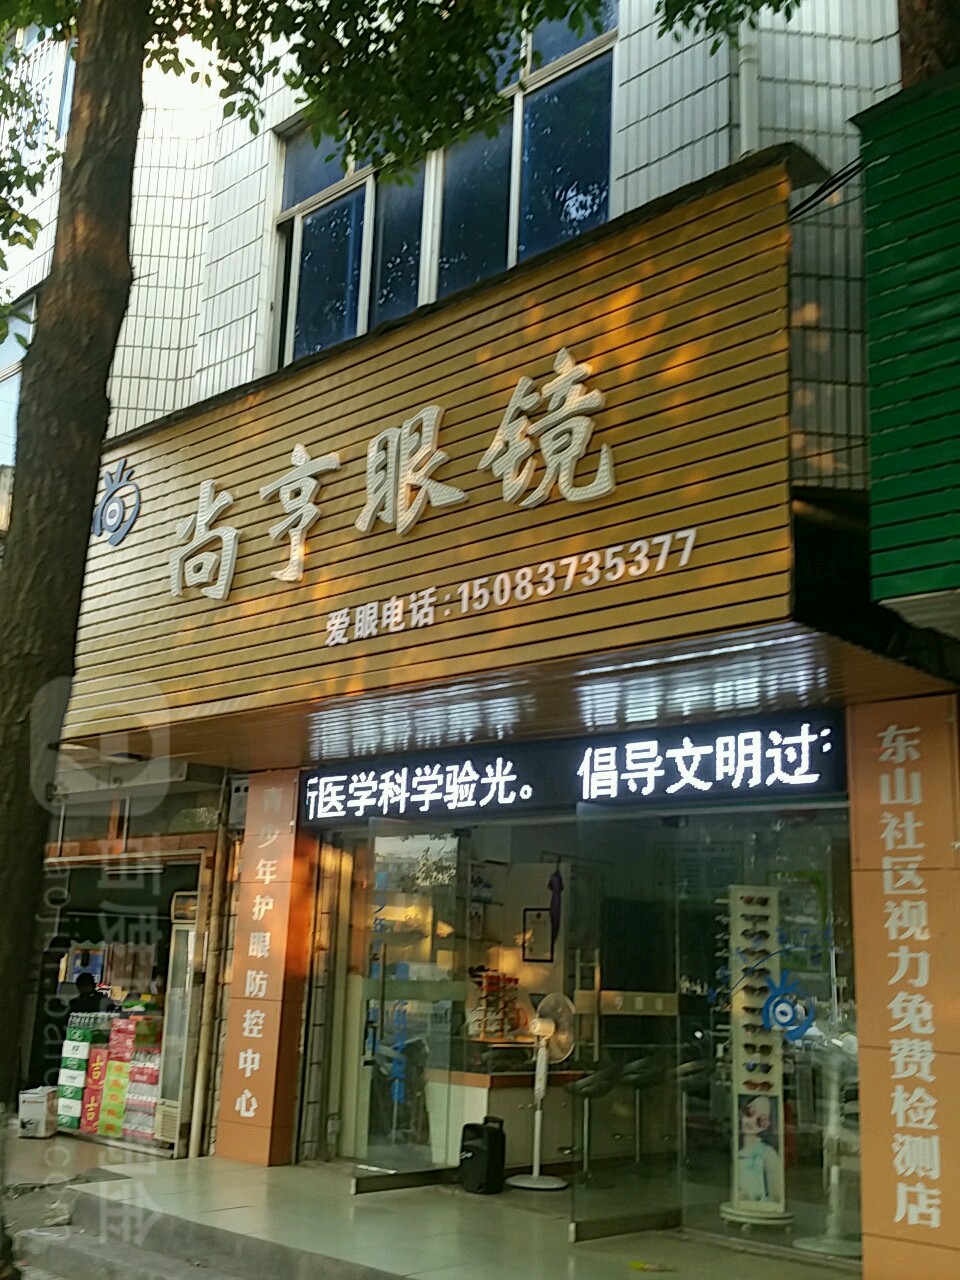 尚亨眼镜
爱眼电话:15083735377
医学科学验光。 倡导文明过
青少年护眼防控中心
东山社区视力免费检测店